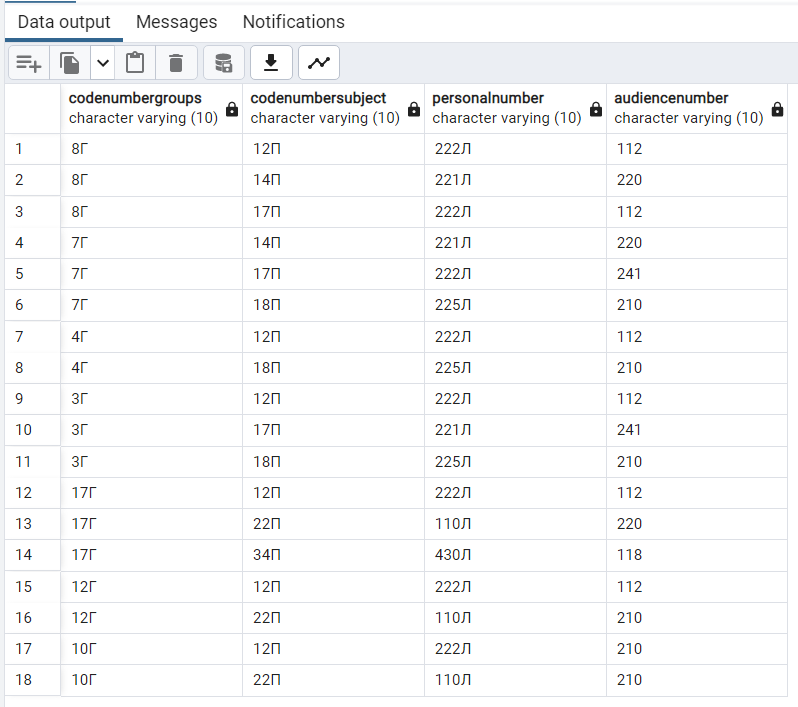 Data output Messages Notifications
codenumbergroups codenumbersubject personalnumber audiencenumber
character varying (10) character varying (10) character varying (10) character varying (10)
1 8Г 12П 222Л 112
2 8Г 14П 221Л 220
3 8Г 17П 222Л 112
4 7Г 14П 221Л 220
5 7Г 17П 222Л 241
6 7Г 18П 225Л 210
7 4Г 12П 222Л 112
8 4Г 18П 225Л 210
9 3Г 12П 222Л 112
10 3Г 17П 221Л 241
11 3Г 18П 225Л 210
12 17Г 12П 222Л 112
13 17Г 22П 110Л 220
14 17Г 34П 430Л 118
15 12Г 12П 222Л 112
16 12Г 22П 110Л 210
17 10Г 12П 222Л 210
18 10Г 22П 110Л 210